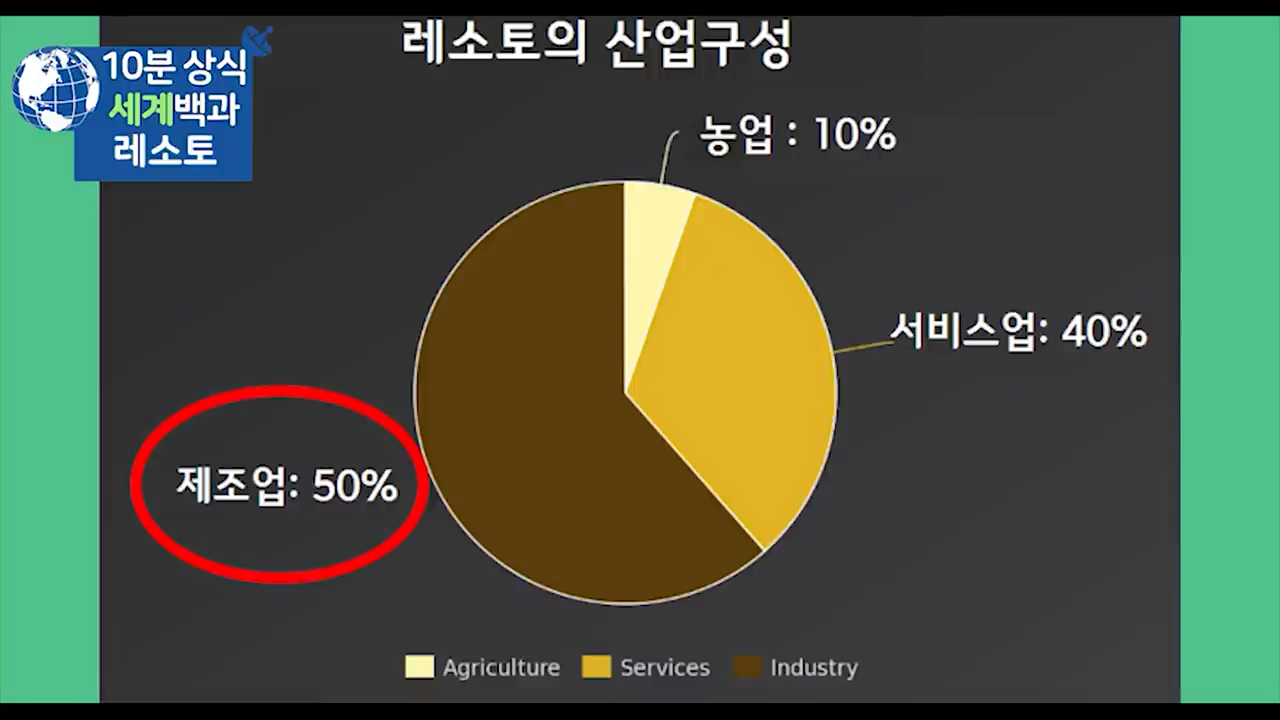 레소토의 산업구성
10분 상식
세계백과
레소토
농업 : 10%
서비스업: 40%
제조업: 50%
Agriculture Services Industry